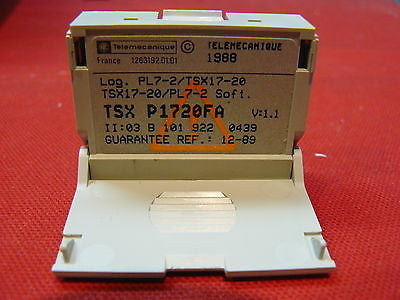 Telemecanique © TELEMECANIQUE
France 1263192.01.01 1988
Log. PL7-2/TSX17-20
TSX17-20/PL7-2 Soft.
TSX P1720FA V:1.1
II:03 B 101 922 0439
GUARANTEE REF.: 12-89